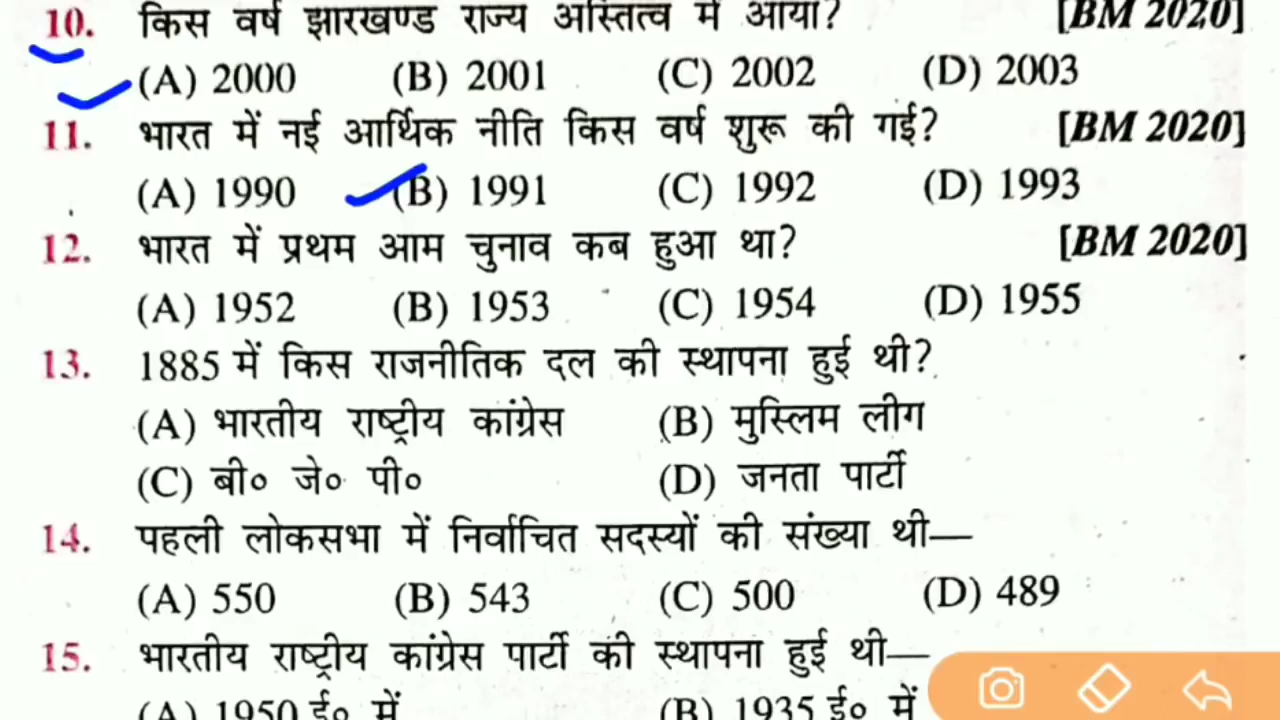 10. किस वर्ष झारखण्ड राज्य अस्तित्व में आया? [BM 2020]
(A) 2000 (B) 2001 (C) 2002 (D) 2003
11. भारत में नई आर्थिक नीति किस वर्ष शुरू की गई? [BM 2020]
(A) 1990 (B) 1991 (C) 1992 (D) 1993
12. भारत में प्रथम आम चुनाव कब हुआ था? [BM 2020]
(A) 1952 (B) 1953 (C) 1954 (D) 1955
13. 1885 में किस राजनीतिक दल की स्थापना हुई थी?
(A) भारतीय राष्ट्रीय कांग्रेस (B) मुस्लिम लीग
(C) बी० जे० पी० (D) जनता पार्टी
14. पहली लोकसभा में निर्वाचित सदस्यों की संख्या थी—
(A) 550 (B) 543 (C) 500 (D) 489
15. भारतीय राष्ट्रीय कांग्रेस पार्टी की स्थापना हुई थी—
(A) 1950 ई० में (B) 1935 ई० में